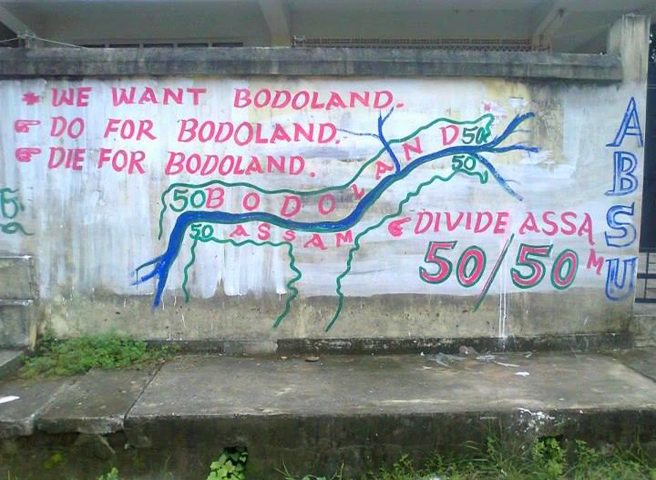 WE WANT BODOLAND.
DO FOR BODOLAND.
DIE FOR BODOLAND.
50 BODOLAND 50
50 ASSAM 50
DIVIDE ASSAM
50/50
ABSU